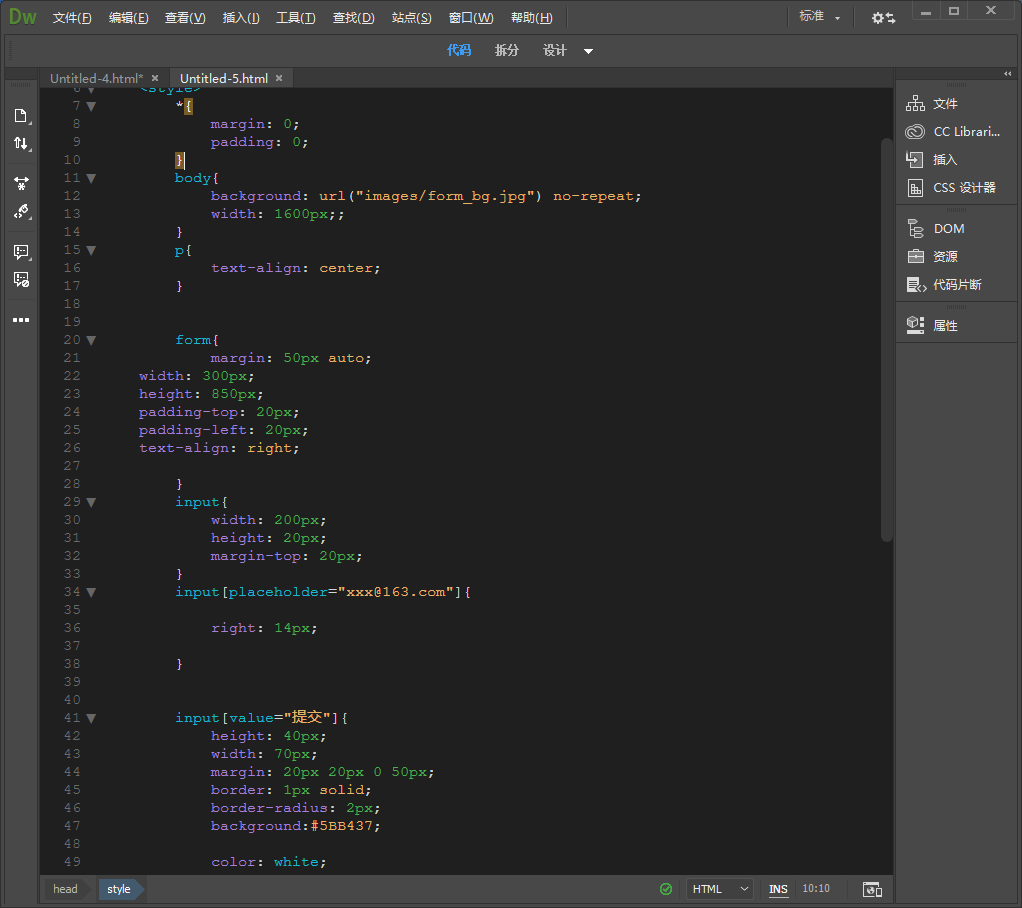 Dw 文件(F) 编辑(E) 查看(V) 插入(I) 工具(T) 查找(D) 站点(S) 窗口(W) 帮助(H) 标准
代码 拆分 设计
Untitled-4.html* × Untitled-5.html ×
6 <style>
7 *{
8 margin: 0;
9 padding: 0;
10 }
11 body{
12 background: url("images/form_bg.jpg") no-repeat;
13 width: 1600px;;
14 }
15 p{
16 text-align: center;
17 }
18
19
20 form{
21 margin: 50px auto;
22 width: 300px;
23 height: 850px;
24 padding-top: 20px;
25 padding-left: 20px;
26 text-align: right;
27
28 }
29 input{
30 width: 200px;
31 height: 20px;
32 margin-top: 20px;
33 }
34 input[placeholder="xxx@163.com"]{
35
36 right: 14px;
37
38 }
39
40
41 input[value="提交"]{
42 height: 40px;
43 width: 70px;
44 margin: 20px 20px 0 50px;
45 border: 1px solid;
46 border-radius: 2px;
47 background:#5BB437;
48
49 color: white;
文件
CC Librari...
插入
CSS 设计器
DOM
资源
代码片断
属性
head style HTML INS 10:10